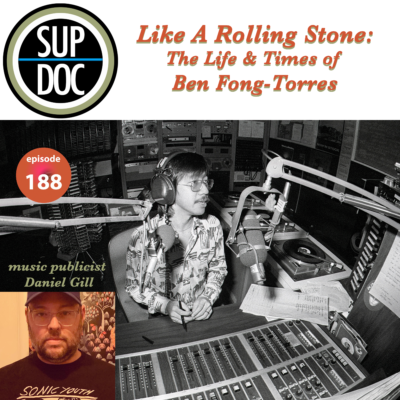 SUP
DOC
Like A Rolling Stone:
The Life & Times of
Ben Fong-Torres
episode
188
music publicist
Daniel Gill
SONIC YOUTH